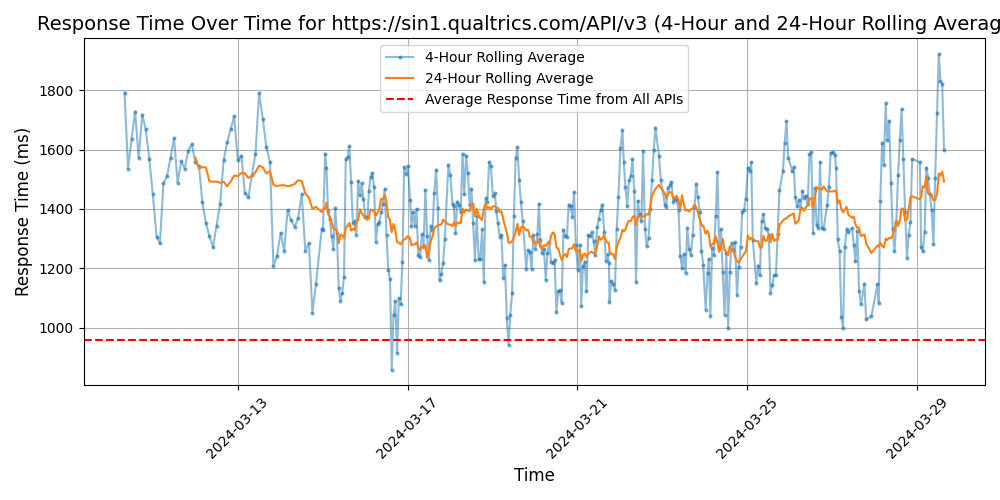 Response Time Over Time for https://sin1.qualtrics.com/API/v3 (4-Hour and 24-Hour Rolling Averag
4-Hour Rolling Average
24-Hour Rolling Average
Average Response Time from All APIs
Response Time (ms)
1800
1600
1400
1200
1000
2024-03-13
2024-03-17
2024-03-21
2024-03-25
2024-03-29
Time